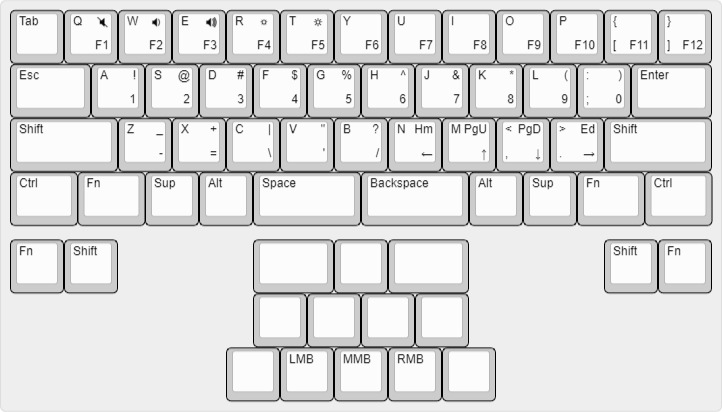 Tab Q W E R T Y U I O P { }
F1 F2 F3 F4 F5 F6 F7 F8 F9 F10 [ F11 ] F12
Esc A ! S @ D # F $ G % H ^ J & K * L ( : ) Enter
1 2 3 4 5 6 7 8 9 ; 0
Shift Z _ X + C | V " B ? N Hm M PgU < PgD > Ed Shift
- = \ ' / ← ↑ , ↓ . →
Ctrl Fn Sup Alt Space Backspace Alt Sup Fn Ctrl
Fn Shift Shift Fn
LMB MMB RMB